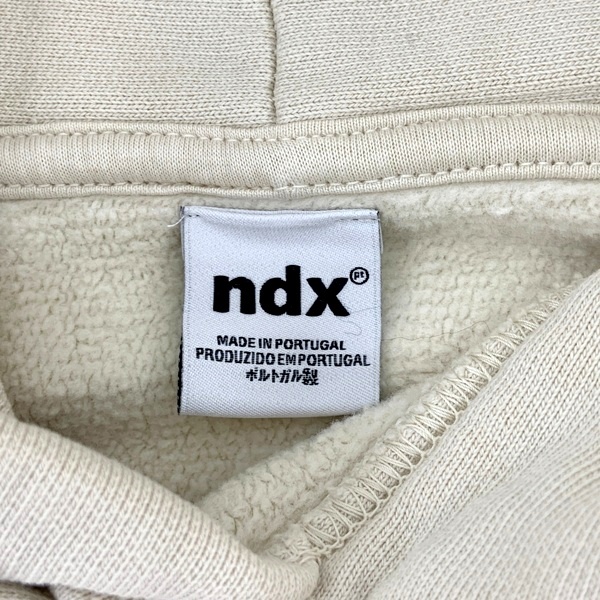 ndx pt
MADE IN PORTUGAL
PRODUZIDO EM PORTUGAL
ポルトガル製